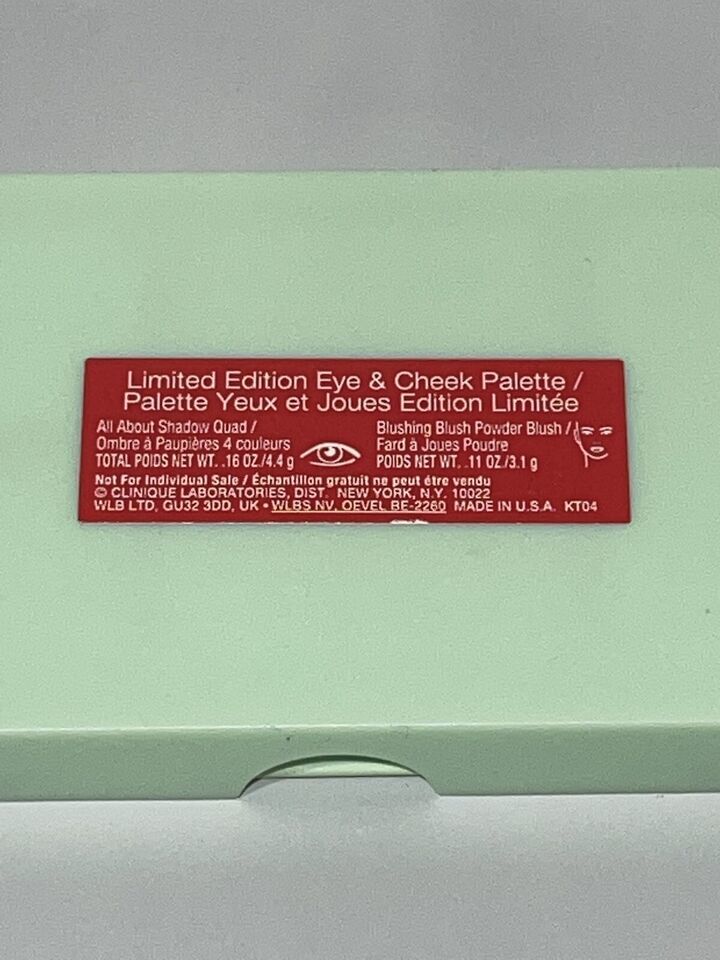 Limited Edition Eye & Cheek Palette /
Palette Yeux et Joues Edition Limitée
All About Shadow Quad /
Ombre à Paupières 4 couleurs
TOTAL POIDS NET WT. .16 OZ./4.4 g
Blushing Blush Powder Blush /
Fard à Joues Poudre
POIDS NET WT. .11 OZ./3.1 g
Not For Individual Sale / Échantillon gratuit ne peut étre vendu
© CLINIQUE LABORATORIES, DIST. NEW YORK, N.Y. 10022
WLB LTD, GU32 3DD, UK • WLBS NV, OEVEL BE-2260 MADE IN U.S.A. KT04